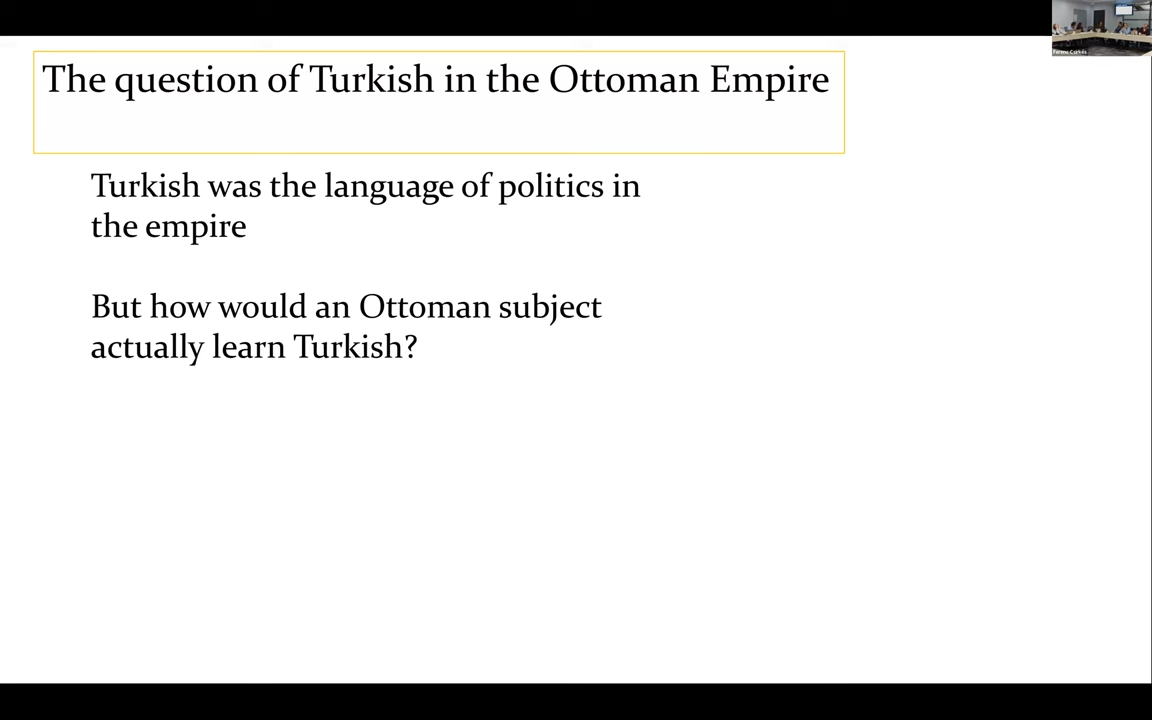 The question of Turkish in the Ottoman Empire
Turkish was the language of politics in
the empire
But how would an Ottoman subject
actually learn Turkish?